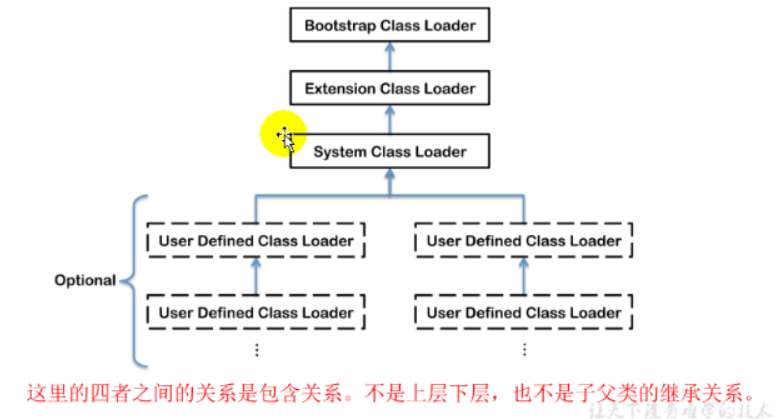 Bootstrap Class Loader
Extension Class Loader
System Class Loader
User Defined Class Loader
User Defined Class Loader
Optional
User Defined Class Loader
User Defined Class Loader
这里的四者之间的关系是包含关系。不是上层下层，也不是子父类的继承关系。
让天下没有难学的技术